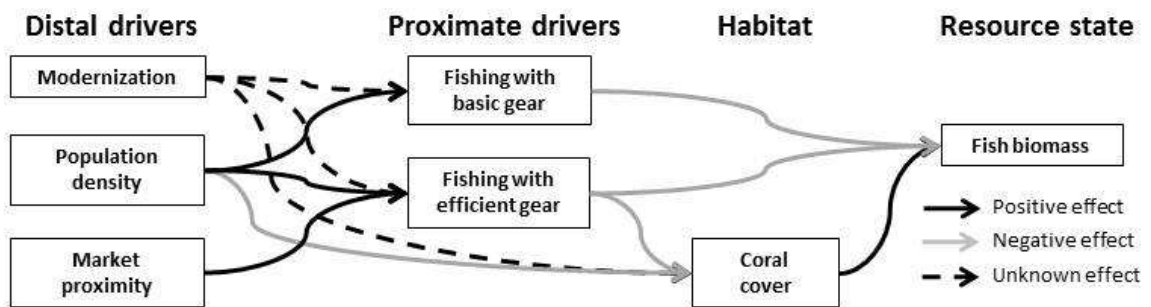 Distal drivers
Proximate drivers
Habitat
Resource state
Modernization
Fishing with
basic gear
Population
density
Fish biomass
Fishing with
efficient gear
Market
proximity
Coral
cover
Positive effect
Negative effect
Unknown effect